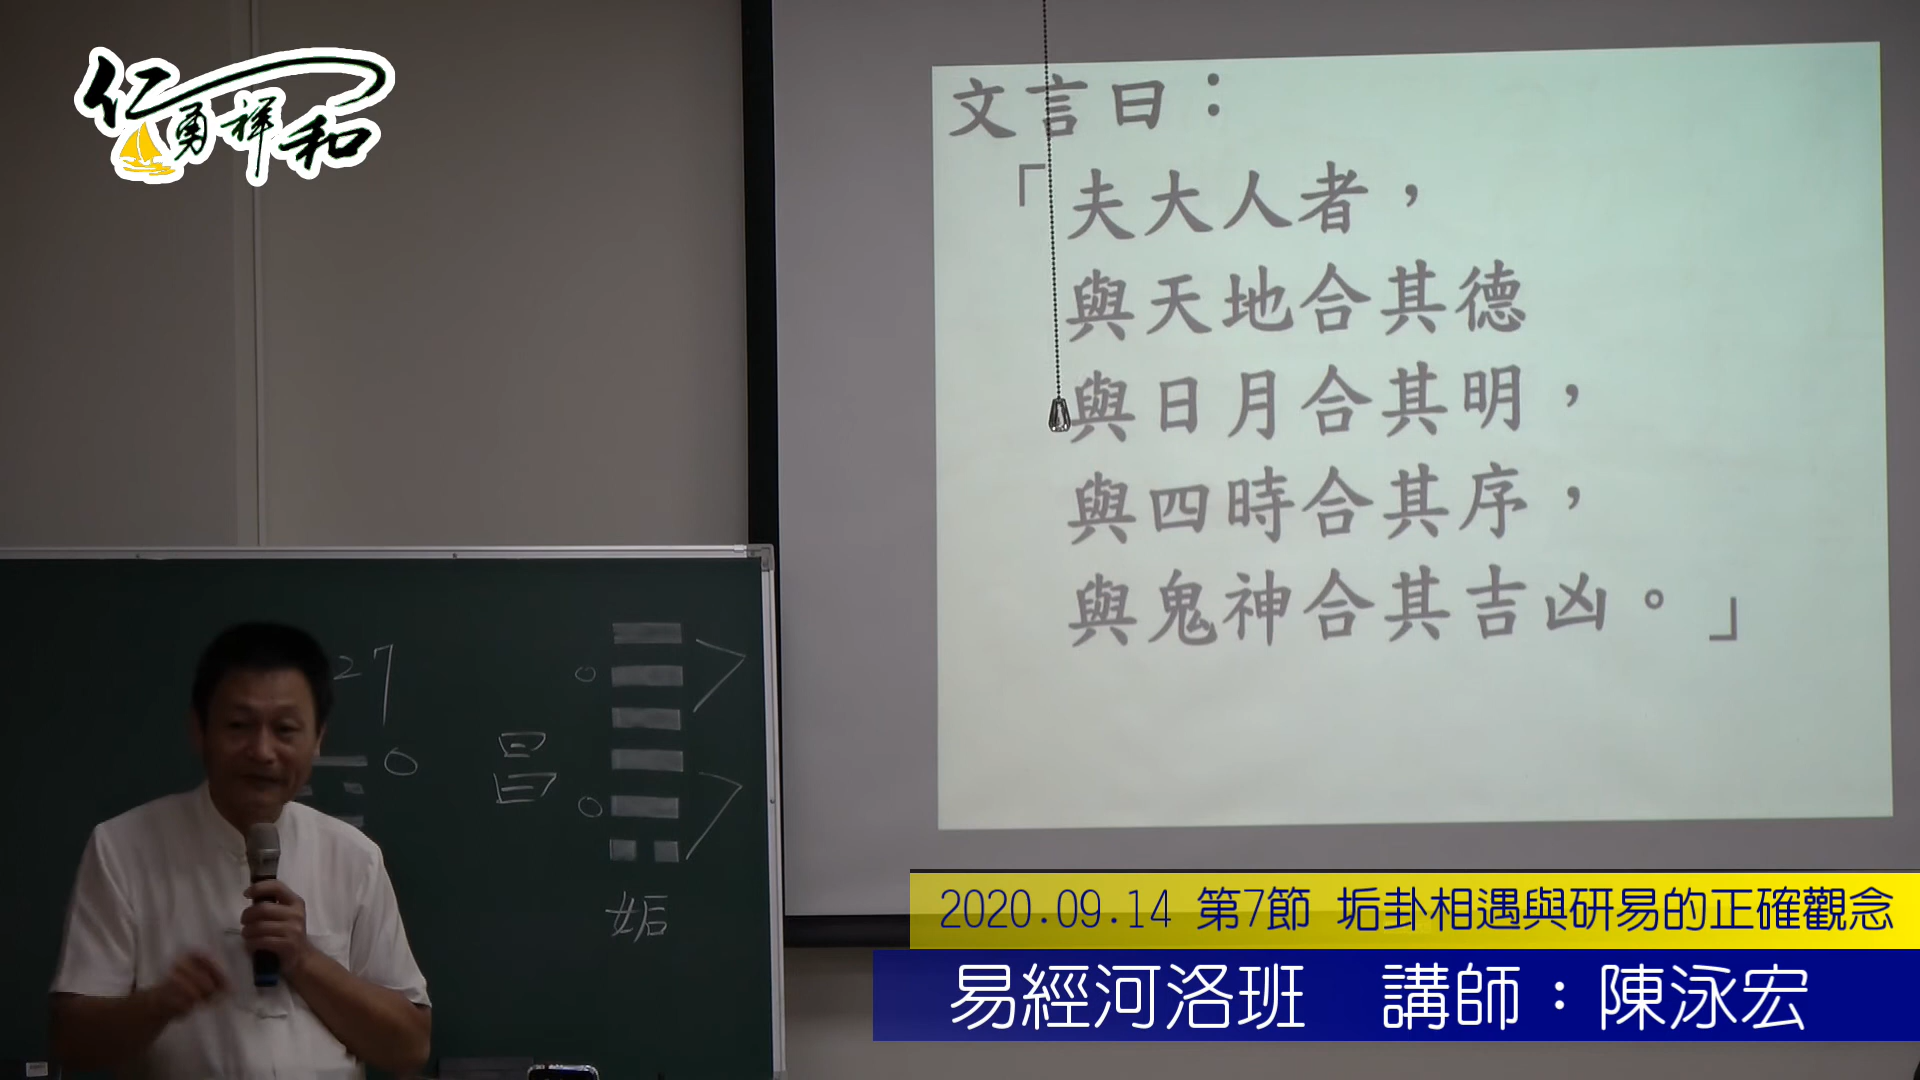 仁勇祥和
文言曰：
「夫大人者，
與天地合其德
與日月合其明，
與四時合其序，
與鬼神合其吉凶。」
27
姤
2020.09.14 第7節 垢卦相遇與研易的正確觀念
易經河洛班 講師：陳泳宏